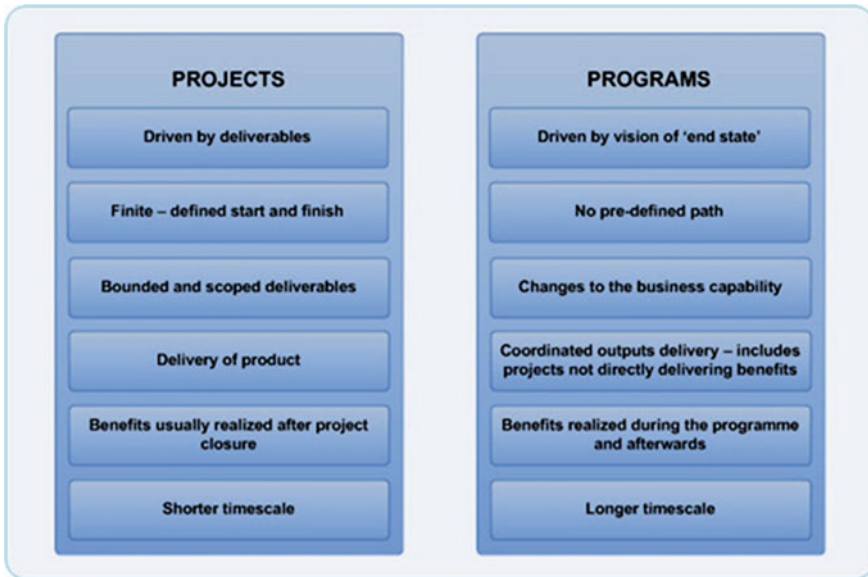 PROJECTS
Driven by deliverables
Finite – defined start and finish
Bounded and scoped deliverables
Delivery of product
Benefits usually realized after project
closure
Shorter timescale
PROGRAMS
Driven by vision of ‘end state’
No pre-defined path
Changes to the business capability
Coordinated outputs delivery – includes
projects not directly delivering benefits
Benefits realized during the programme
and afterwards
Longer timescale